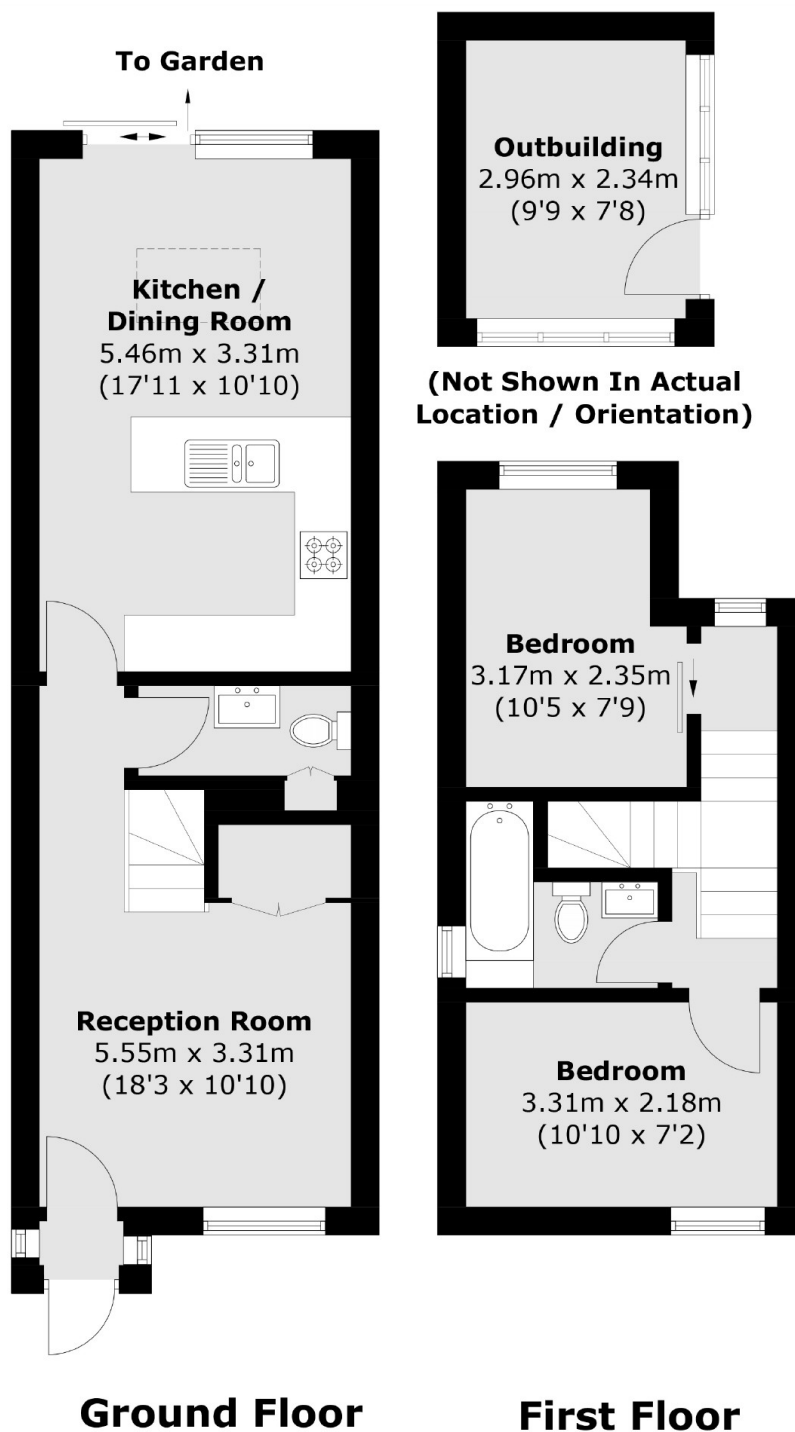 To Garden
Kitchen /
Dining Room
5.46m x 3.31m
(17'11 x 10'10)
Reception Room
5.55m x 3.31m
(18'3 x 10'10)
Ground Floor
Outbuilding
2.96m x 2.34m
(9'9 x 7'8)
(Not Shown In Actual
Location / Orientation)
Bedroom
3.17m x 2.35m
(10'5 x 7'9)
Bedroom
3.31m x 2.18m
(10'10 x 7'2)
First Floor